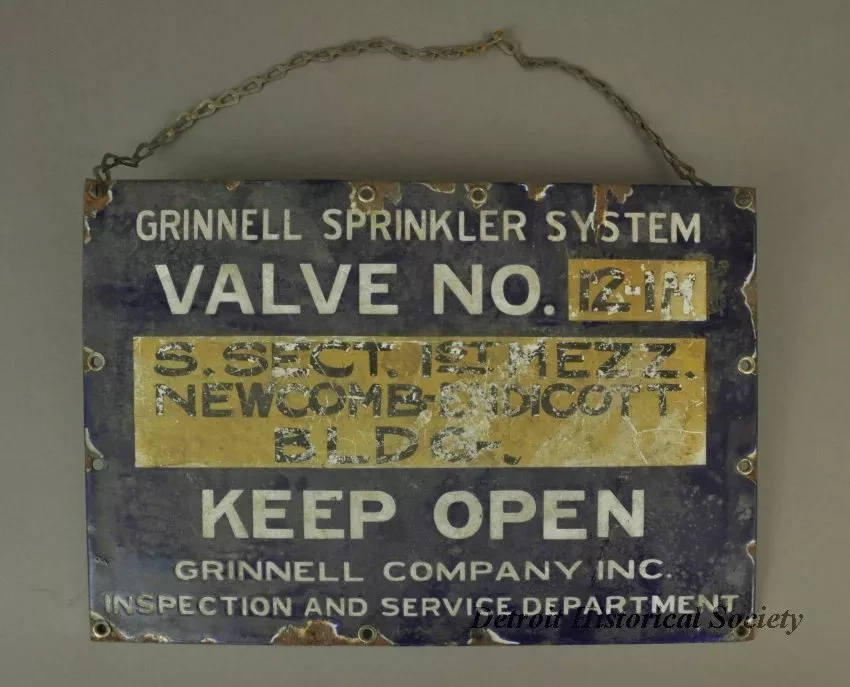 GRINNELL SPRINKLER SYSTEM
VALVE NO. 12-1M
S. SECT. 1ST MEZZ.
NEWCOMB-ENDICOTT
BLDG.
KEEP OPEN
GRINNELL COMPANY INC.
INSPECTION AND SERVICE DEPARTMENT
Detroit Historical Society